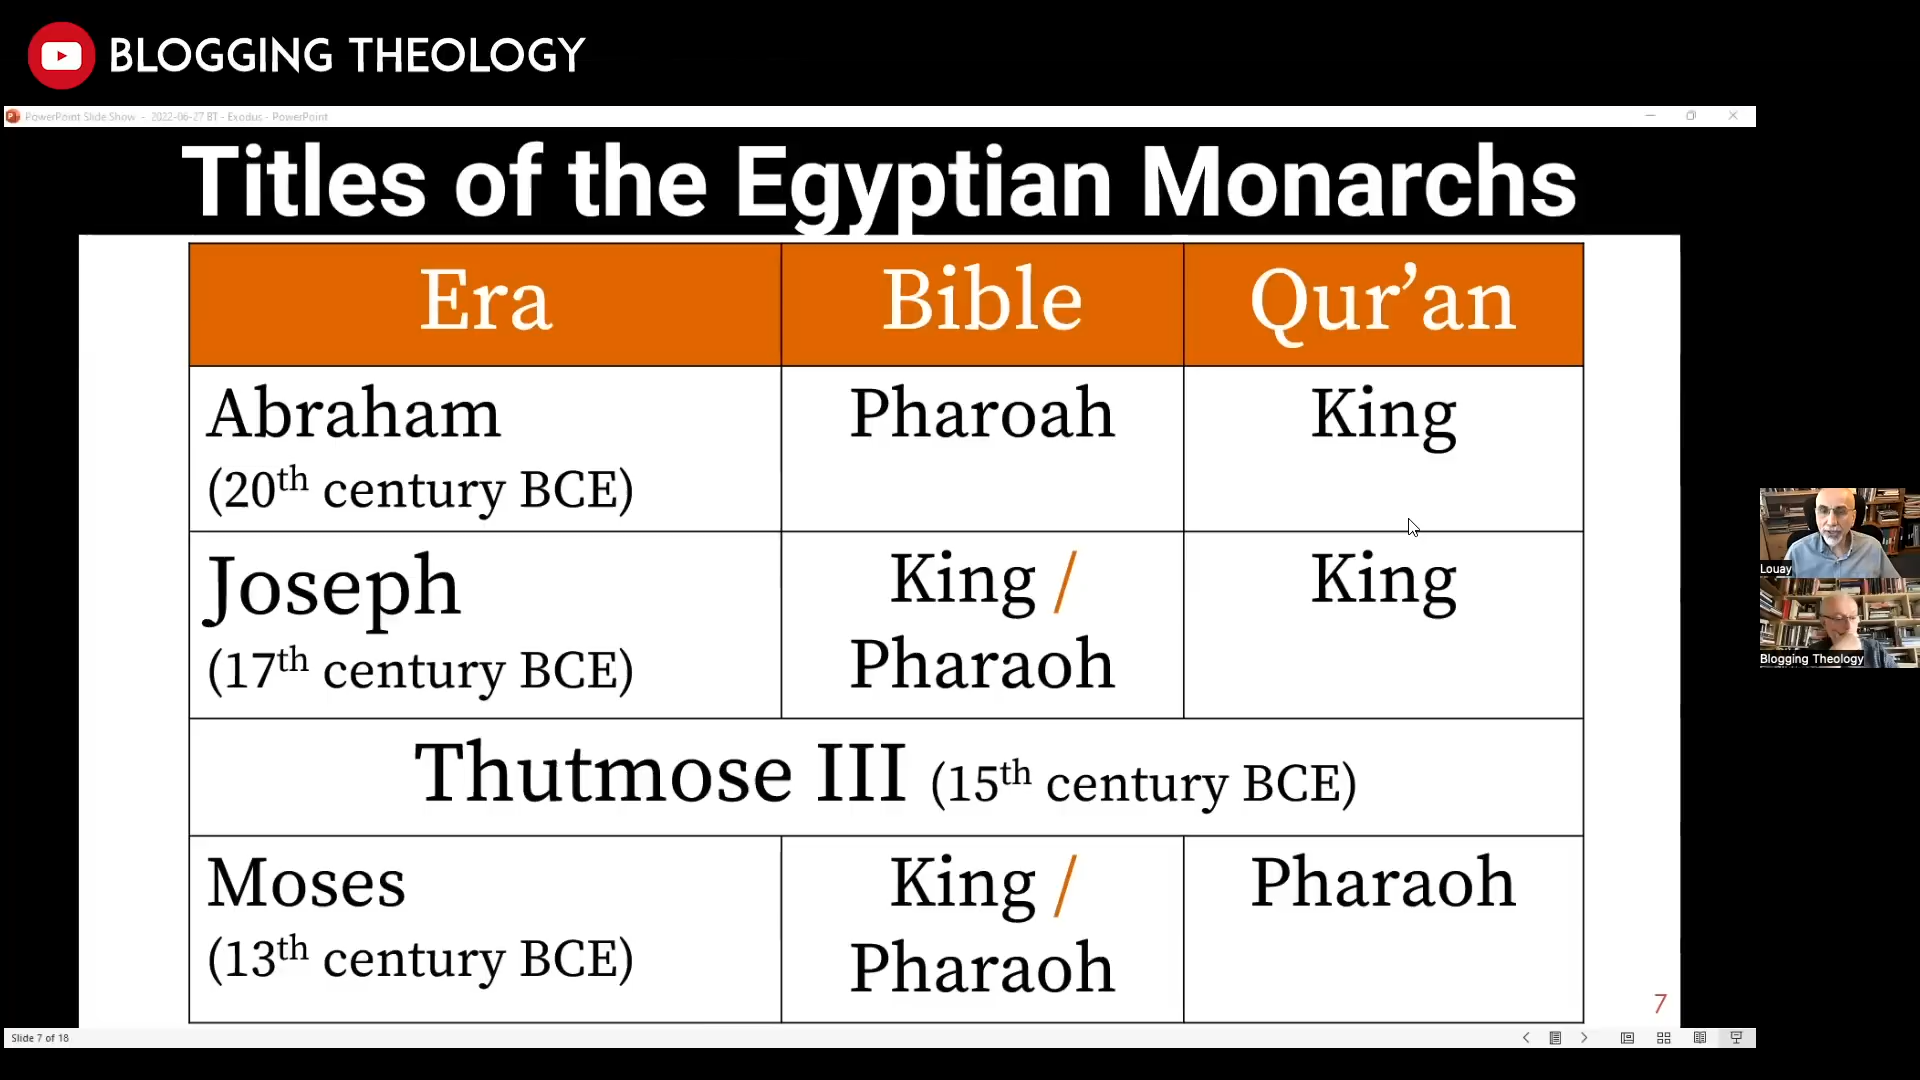 BLOGGING THEOLOGY
PowerPoint Slide Show - 2022-06-27 BT - Exodus - PowerPoint
Titles of the Egyptian Monarchs
Era Bible Qur’an
Abraham Pharoah King
(20th century BCE)
Joseph King / King
(17th century BCE) Pharaoh
Thutmose III (15th century BCE)
Moses King / Pharaoh
(13th century BCE) Pharaoh
7
Slide 7 of 18
Louay
Blogging Theology